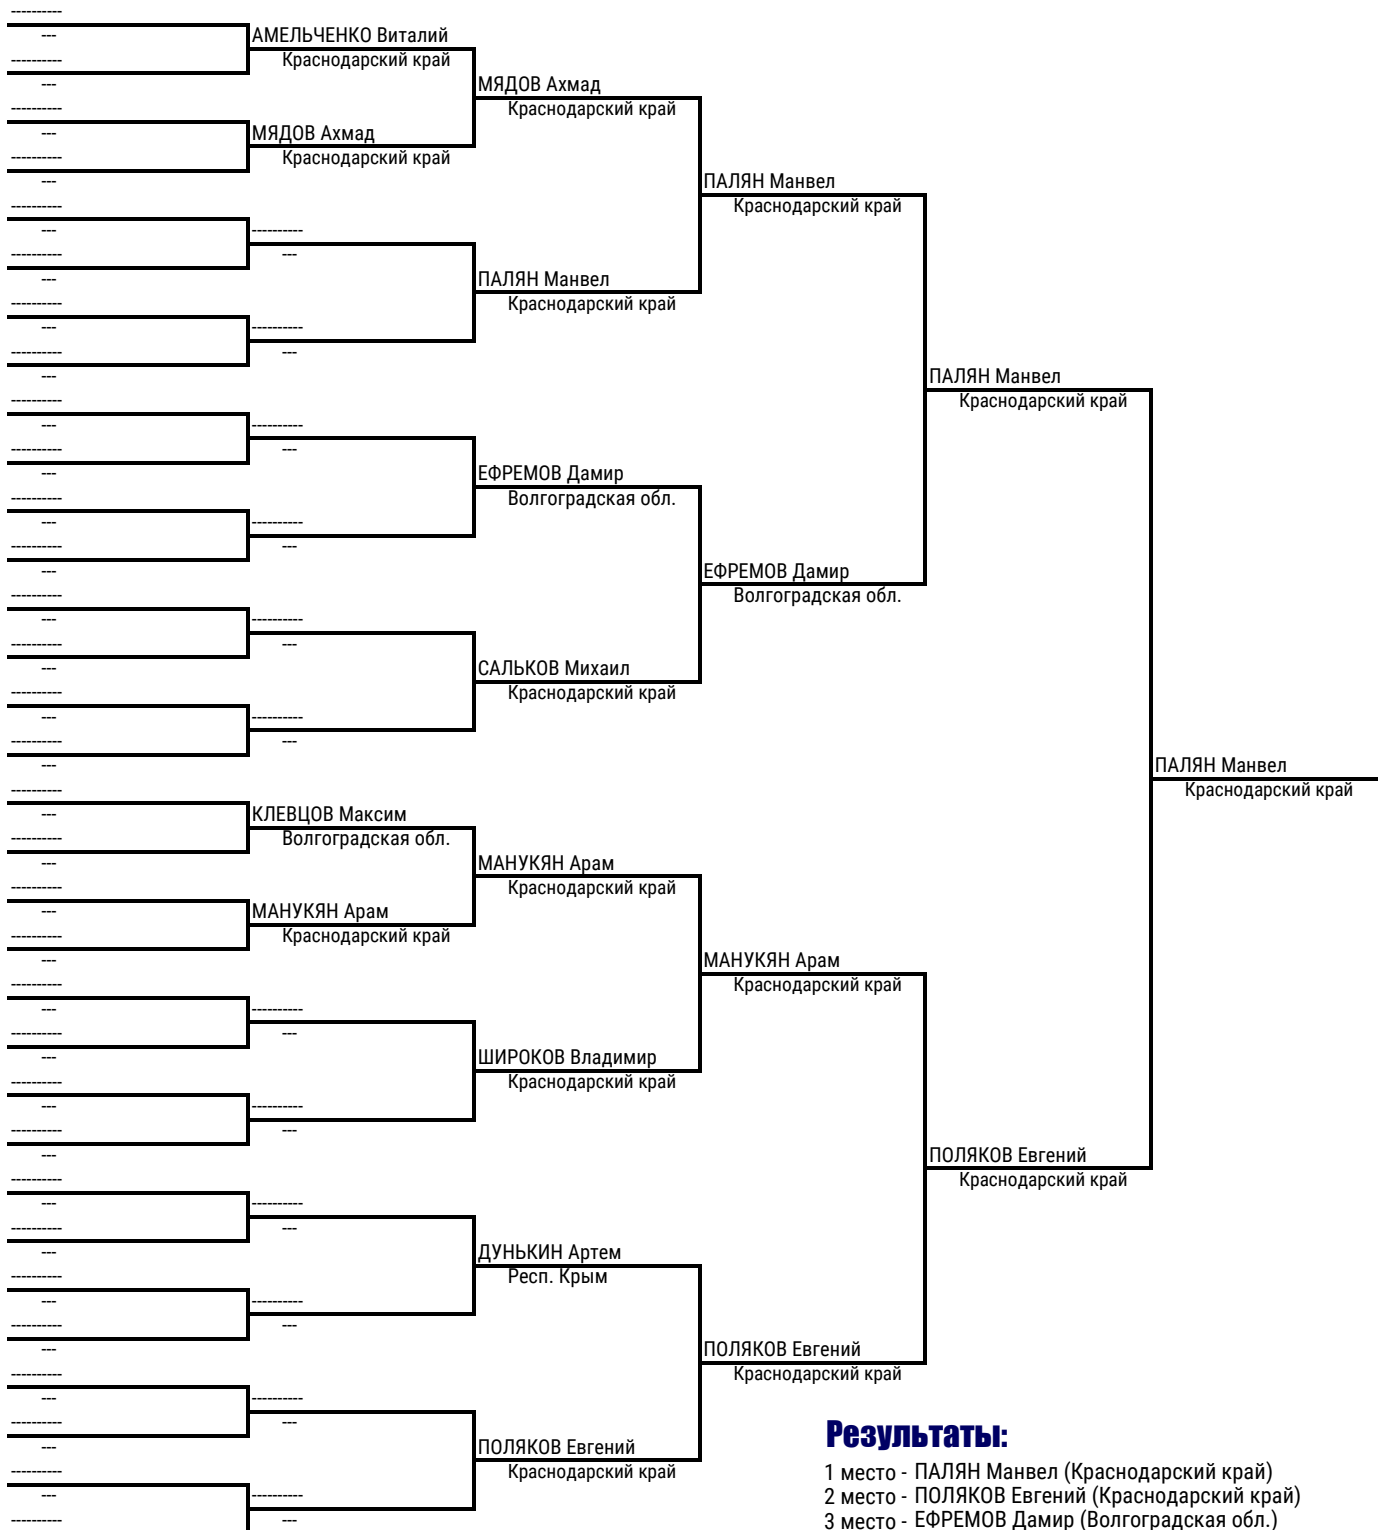 АМЕЛЬЧЕНКО Виталий
Краснодарский край
МЯДОВ Ахмад
Краснодарский край
КЛЕВЦОВ Максим
Волгоградская обл.
МАНУКЯН Арам
Краснодарский край
МЯДОВ Ахмад
Краснодарский край
ПАЛЯН Манвел
Краснодарский край
ЕФРЕМОВ Дамир
Волгоградская обл.
САЛЬКОВ Михаил
Краснодарский край
МАНУКЯН Арам
Краснодарский край
ШИРОКОВ Владимир
Краснодарский край
ДУНЬКИН Артем
Респ. Крым
ПОЛЯКОВ Евгений
Краснодарский край
ПАЛЯН Манвел
Краснодарский край
ЕФРЕМОВ Дамир
Волгоградская обл.
МАНУКЯН Арам
Краснодарский край
ПОЛЯКОВ Евгений
Краснодарский край
ПАЛЯН Манвел
Краснодарский край
ПОЛЯКОВ Евгений
Краснодарский край
ПАЛЯН Манвел
Краснодарский край
Результаты:
1 место - ПАЛЯН Манвел (Краснодарский край)
2 место - ПОЛЯКОВ Евгений (Краснодарский край)
3 место - ЕФРЕМОВ Дамир (Волгоградская обл.)